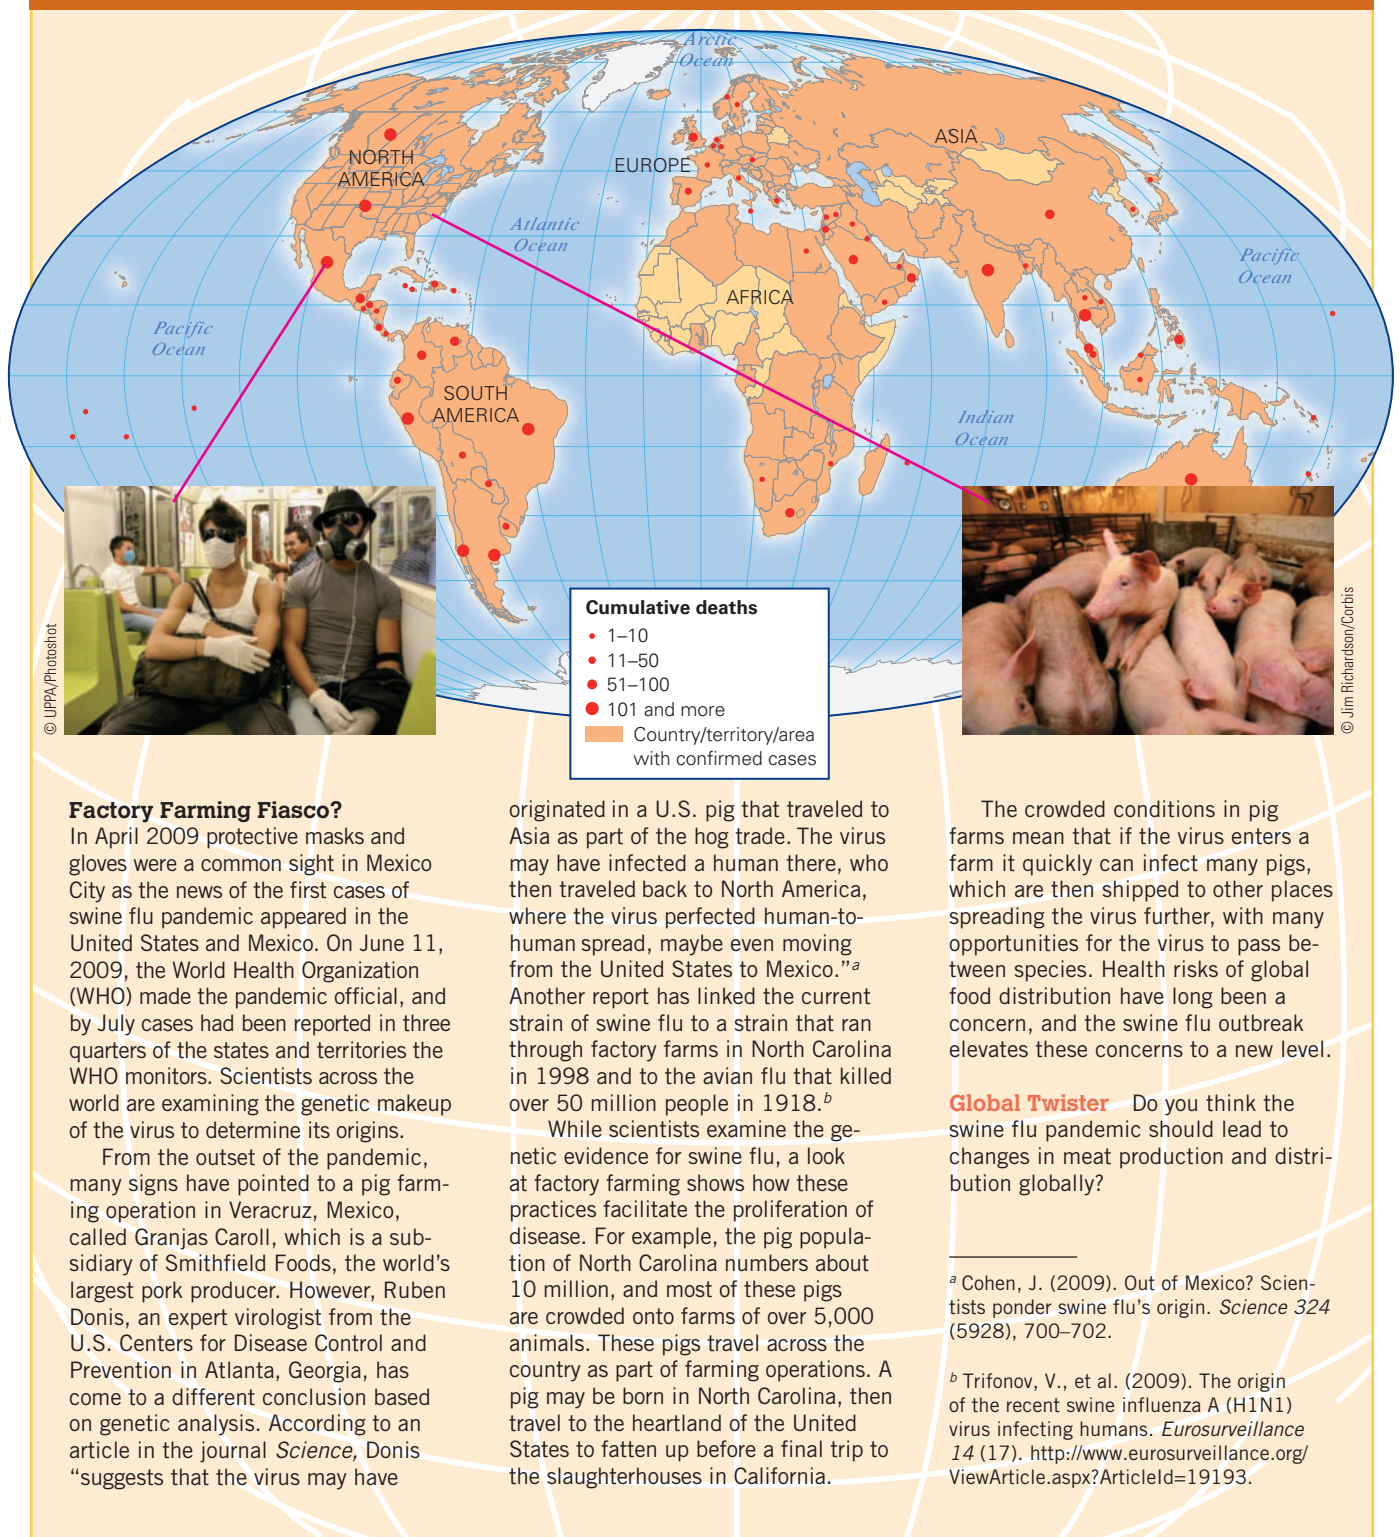 Arctic
Ocean
NORTH
AMERICA
EUROPE
ASIA
Atlantic
Ocean
Pacific
Ocean
AFRICA
Pacific
Ocean
SOUTH
AMERICA
Indian
Ocean
© UPPA/Photoshot
© Jim Richardson/Corbis
Cumulative deaths
1–10
11–50
51–100
101 and more
Country/territory/area
with confirmed cases
Factory Farming Fiasco?
In April 2009 protective masks and
gloves were a common sight in Mexico
City as the news of the first cases of
swine flu pandemic appeared in the
United States and Mexico. On June 11,
2009, the World Health Organization
(WHO) made the pandemic official, and
by July cases had been reported in three
quarters of the states and territories the
WHO monitors. Scientists across the
world are examining the genetic makeup
of the virus to determine its origins.
From the outset of the pandemic,
many signs have pointed to a pig farm-
ing operation in Veracruz, Mexico,
called Granjas Caroll, which is a sub-
sidiary of Smithfield Foods, the world's
largest pork producer. However, Ruben
Donis, an expert virologist from the
U.S. Centers for Disease Control and
Prevention in Atlanta, Georgia, has
come to a different conclusion based
on genetic analysis. According to an
article in the journal Science, Donis
“suggests that the virus may have
originated in a U.S. pig that traveled to
Asia as part of the hog trade. The virus
may have infected a human there, who
then traveled back to North America,
where the virus perfected human-to-
human spread, maybe even moving
from the United States to Mexico.”a
Another report has linked the current
strain of swine flu to a strain that ran
through factory farms in North Carolina
in 1998 and to the avian flu that killed
over 50 million people in 1918.b
While scientists examine the ge-
netic evidence for swine flu, a look
at factory farming shows how these
practices facilitate the proliferation of
disease. For example, the pig popula-
tion of North Carolina numbers about
10 million, and most of these pigs
are crowded onto farms of over 5,000
animals. These pigs travel across the
country as part of farming operations. A
pig may be born in North Carolina, then
travel to the heartland of the United
States to fatten up before a final trip to
the slaughterhouses in California.
The crowded conditions in pig
farms mean that if the virus enters a
farm it quickly can infect many pigs,
which are then shipped to other places
spreading the virus further, with many
opportunities for the virus to pass be-
tween species. Health risks of global
food distribution have long been a
concern, and the swine flu outbreak
elevates these concerns to a new level.
Global Twister Do you think the
swine flu pandemic should lead to
changes in meat production and distri-
bution globally?
a Cohen, J. (2009). Out of Mexico? Scien-
tists ponder swine flu's origin. Science 324
(5928), 700–702.
b Trifonov, V., et al. (2009). The origin
of the recent swine influenza A (H1N1)
virus infecting humans. Eurosurveillance
14 (17). http://www.eurosurveillance.org/
ViewArticle.aspx?ArticleId=19193.